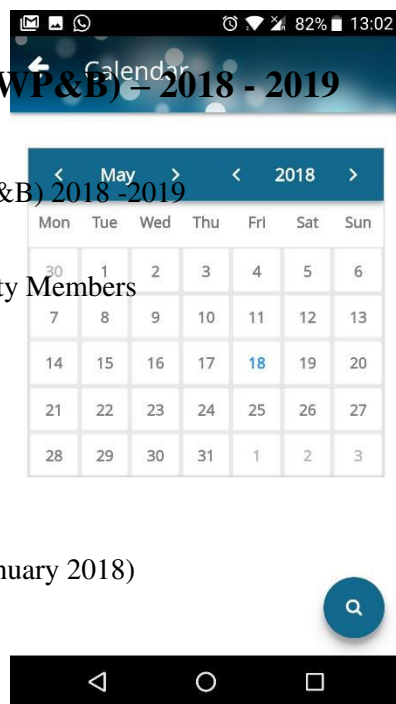 82% 13:02
Calendar
WP&B) – 2018 - 2019
< May > < 2018 >
&B) 2018 -2019
Mon Tue Wed Thu Fri Sat Sun
30 1 2 3 4 5 6
ty Members
7 8 9 10 11 12 13
14 15 16 17 18 19 20
21 22 23 24 25 26 27
28 29 30 31 1 2 3
nuary 2018)